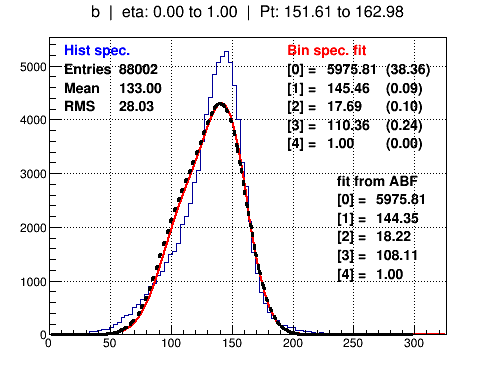 b | eta: 0.00 to 1.00 | Pt: 151.61 to 162.98
Hist spec.
Entries 88002
Mean 133.00
RMS 28.03
Bin spec. fit
[0] = 5975.81 (38.36)
[1] = 145.46 (0.09)
[2] = 17.69 (0.10)
[3] = 110.36 (0.24)
[4] = 1.00 (0.00)
fit from ABF
[0] = 5975.81
[1] = 144.35
[2] = 18.22
[3] = 108.11
[4] = 1.00
5000
4000
3000
2000
1000
0
0 50 100 150 200 250 300